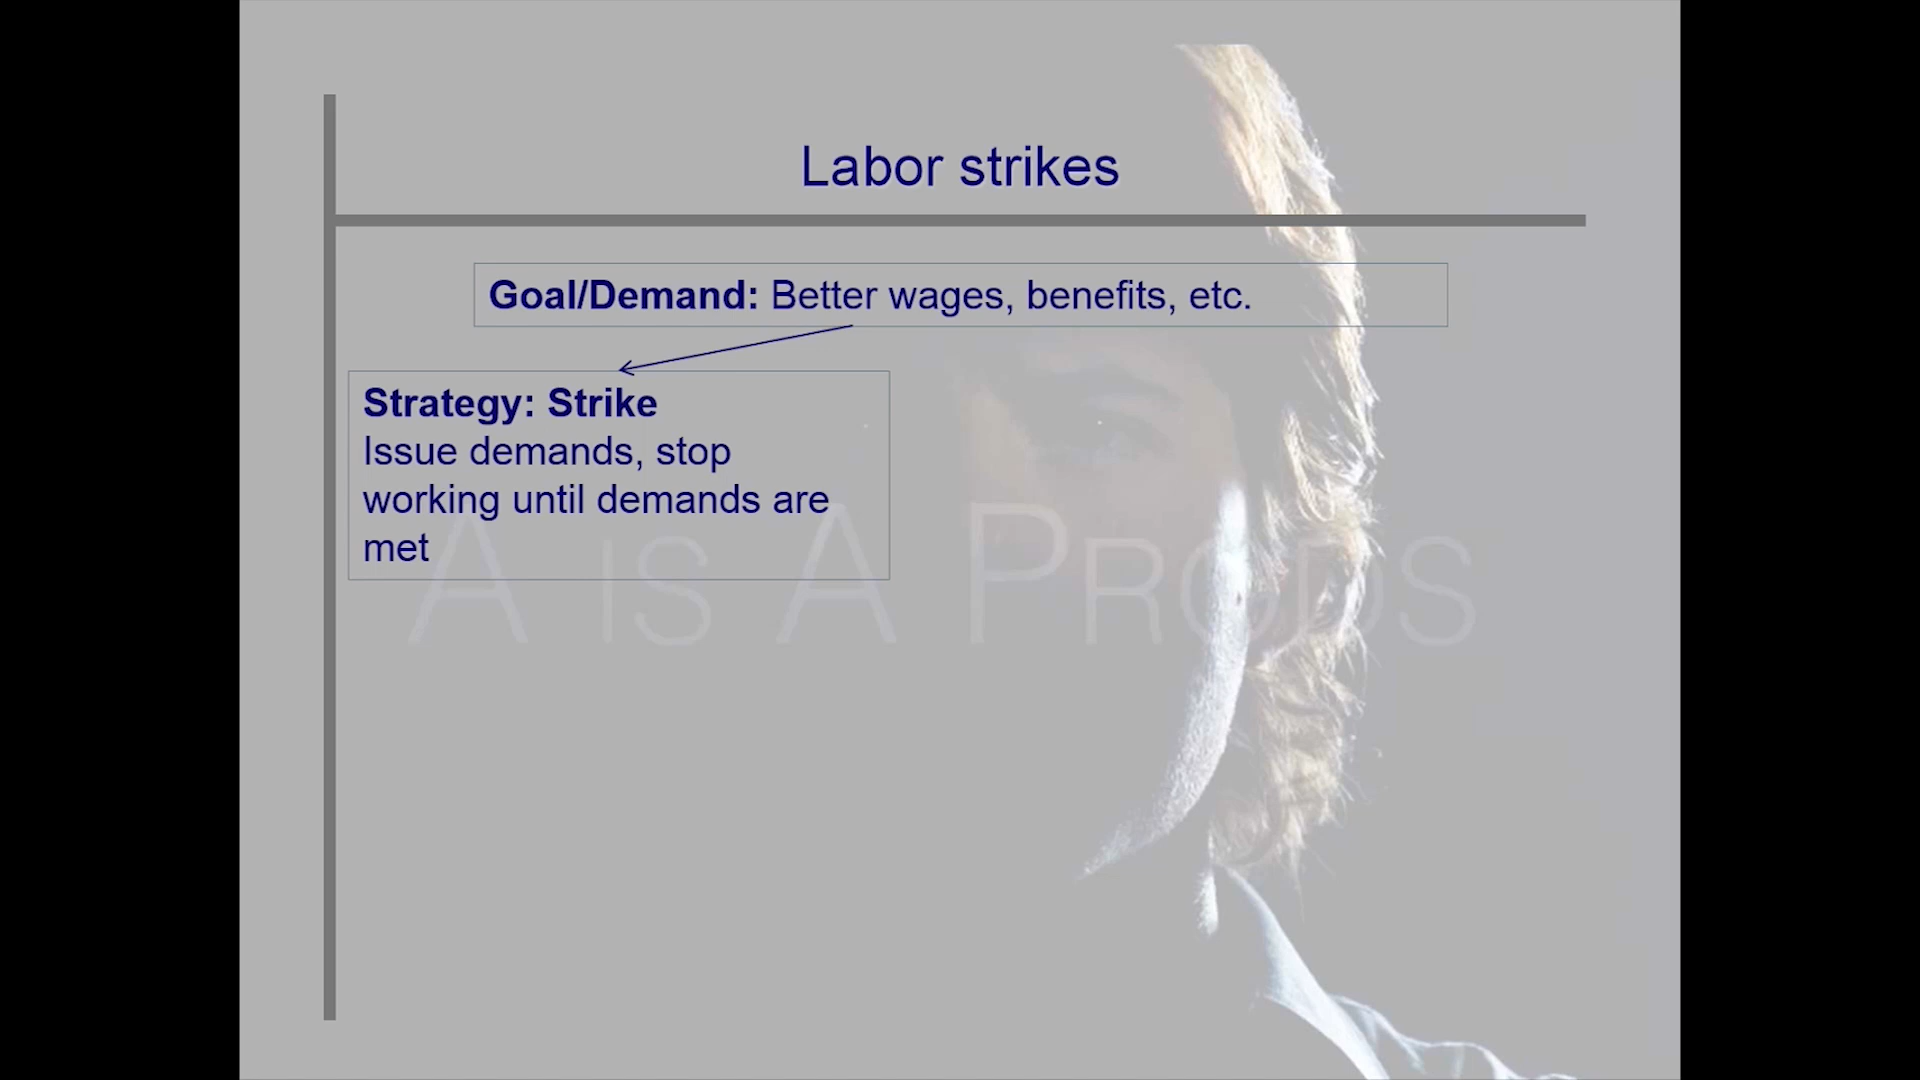 Labor strikes
Goal/Demand: Better wages, benefits, etc.
Strategy: Strike
Issue demands, stop
working until demands are
met
A IS A PRODS